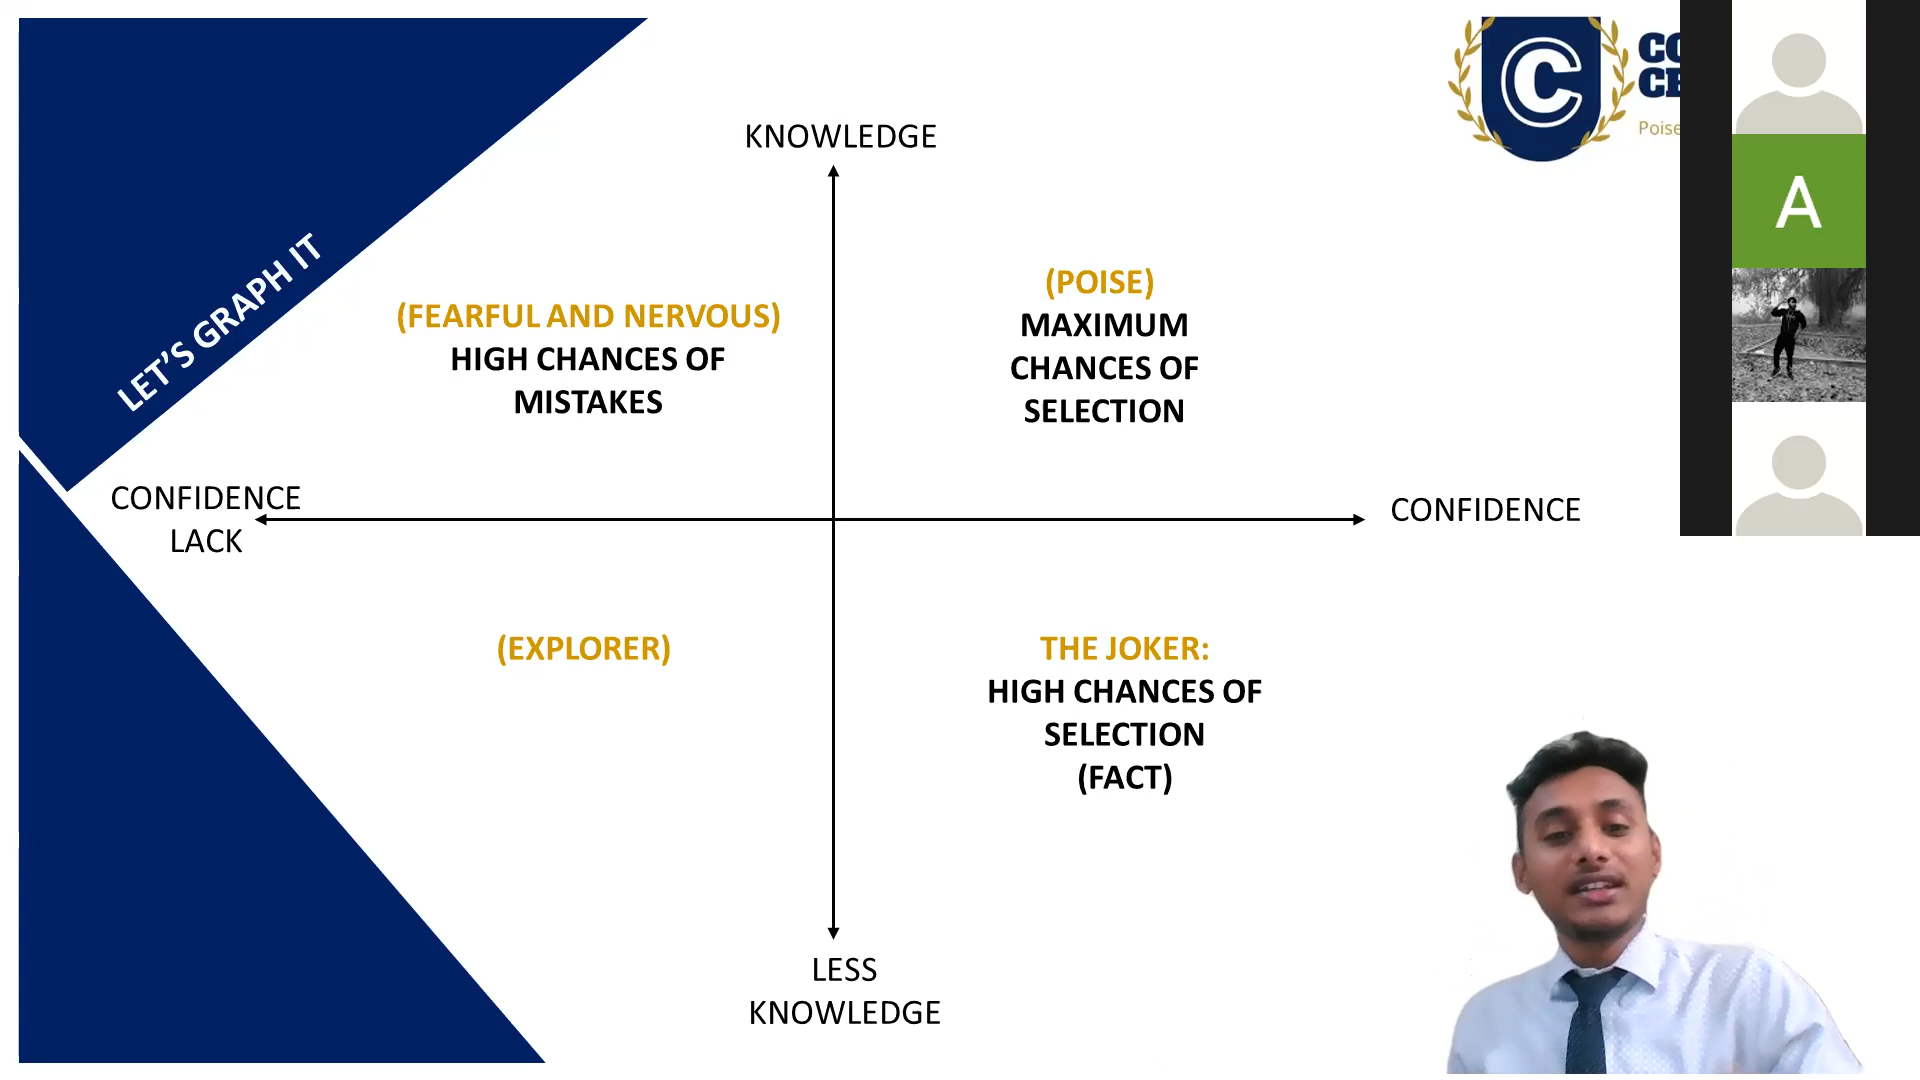 LET'S GRAPH IT
C
Poise
A
KNOWLEDGE
(FEARFUL AND NERVOUS)
HIGH CHANCES OF
MISTAKES
(POISE)
MAXIMUM
CHANCES OF
SELECTION
CONFIDENCE
LACK
CONFIDENCE
(EXPLORER)
THE JOKER:
HIGH CHANCES OF
SELECTION
(FACT)
LESS
KNOWLEDGE